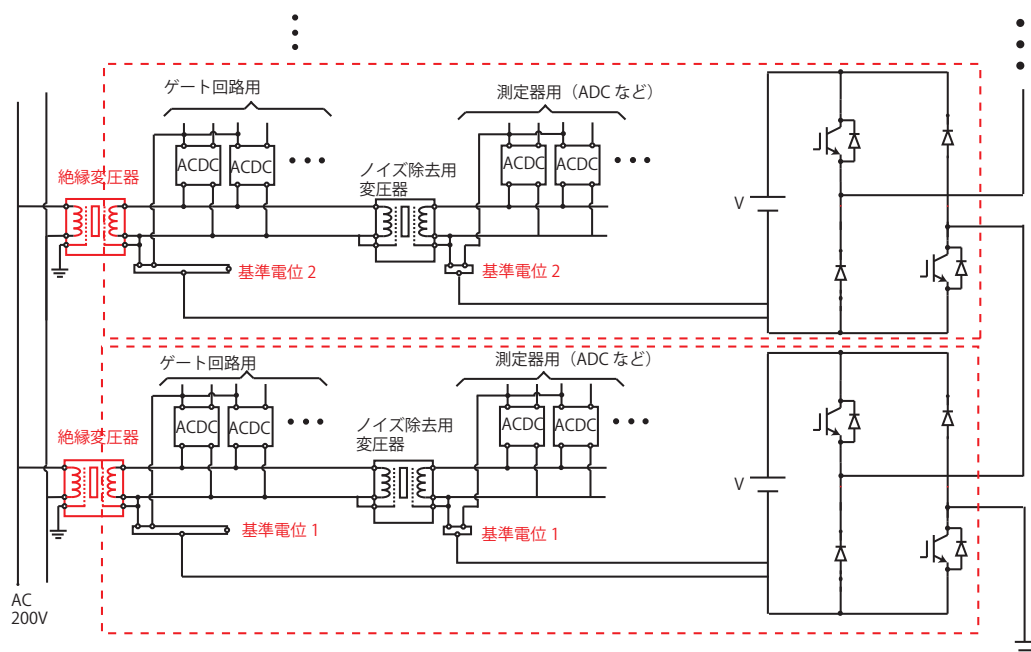 ゲート回路用
測定器用（ADC など）
ACDC
ACDC
ACDC
ACDC
絶縁変圧器
ノイズ除去用
変圧器
V
基準電位 2
基準電位 2
ゲート回路用
測定器用（ADC など）
ACDC
ACDC
ACDC
ACDC
絶縁変圧器
ノイズ除去用
変圧器
V
基準電位 1
基準電位 1
AC
200V